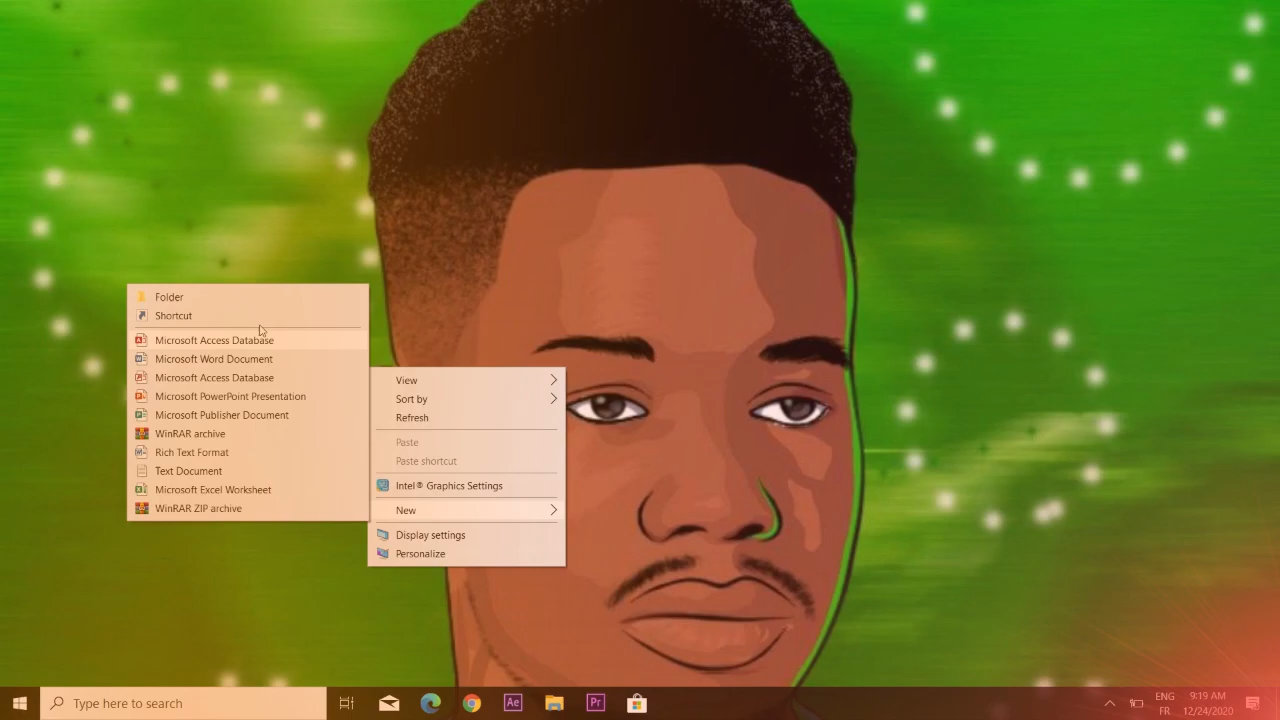 Folder
Shortcut
Microsoft Access Database
Microsoft Word Document
Microsoft Access Database
Microsoft PowerPoint Presentation
Microsoft Publisher Document
WinRAR archive
Rich Text Format
Text Document
Microsoft Excel Worksheet
WinRAR ZIP archive
View
Sort by
Refresh
Paste
Paste shortcut
Intel® Graphics Settings
New
Display settings
Personalize
Type here to search
Ae
Pr
ENG
FR
9:19 AM
12/24/2020